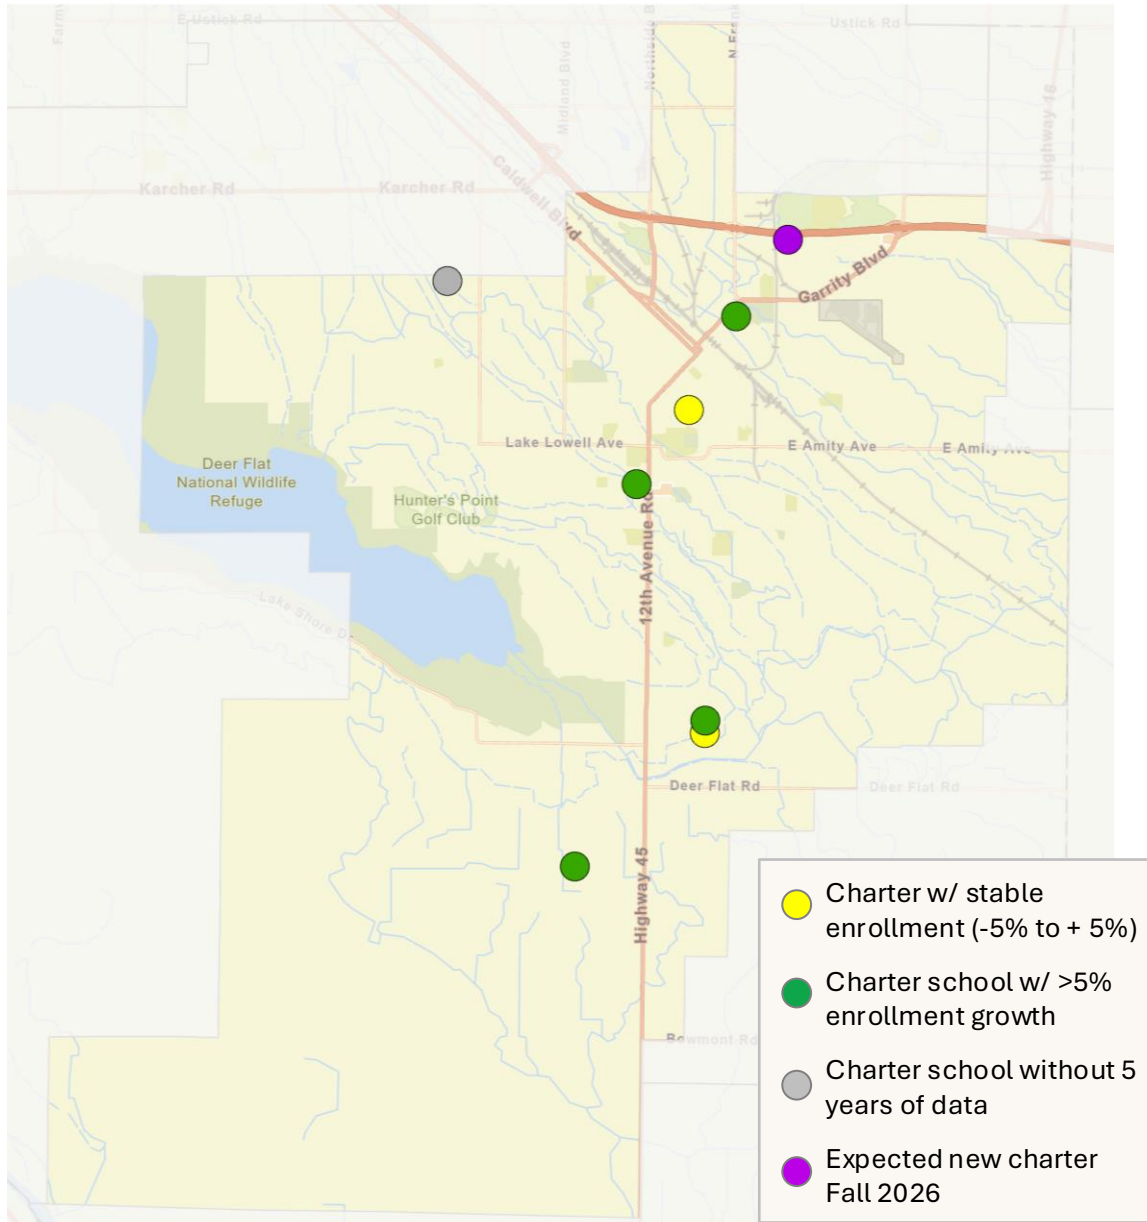 E Ustick Rd
Ustick Rd
Midland Blvd
Highway 16
Karcher Rd
Karcher Rd
Caldwell Blvd
Garrity Blvd
Lake Lowell Ave
E Amity Ave
E Amity Ave
Deer Flat
National Wildlife
Refuge
Hunter's Point
Golf Club
12th Avenue Rd
Lake Shore Dr
Deer Flat Rd
Deer Flat Rd
Highway 45
Bowmont Rd
Charter w/ stable
enrollment (-5% to + 5%)
Charter school w/ >5%
enrollment growth
Charter school without 5
years of data
Expected new charter
Fall 2026